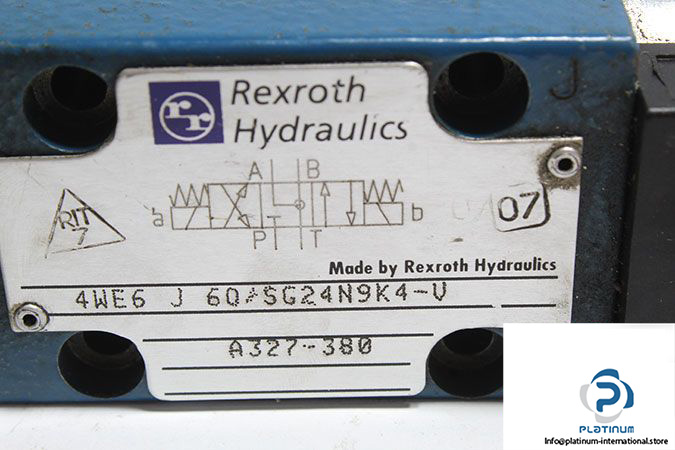 J
Rexroth
Hydraulics
A B
a b
P T
RIT
7
07
Made by Rexroth Hydraulics
4WE6 J 60/SG24N9K4-V
A327-380
PLATINUM
Info@platinum-international.store